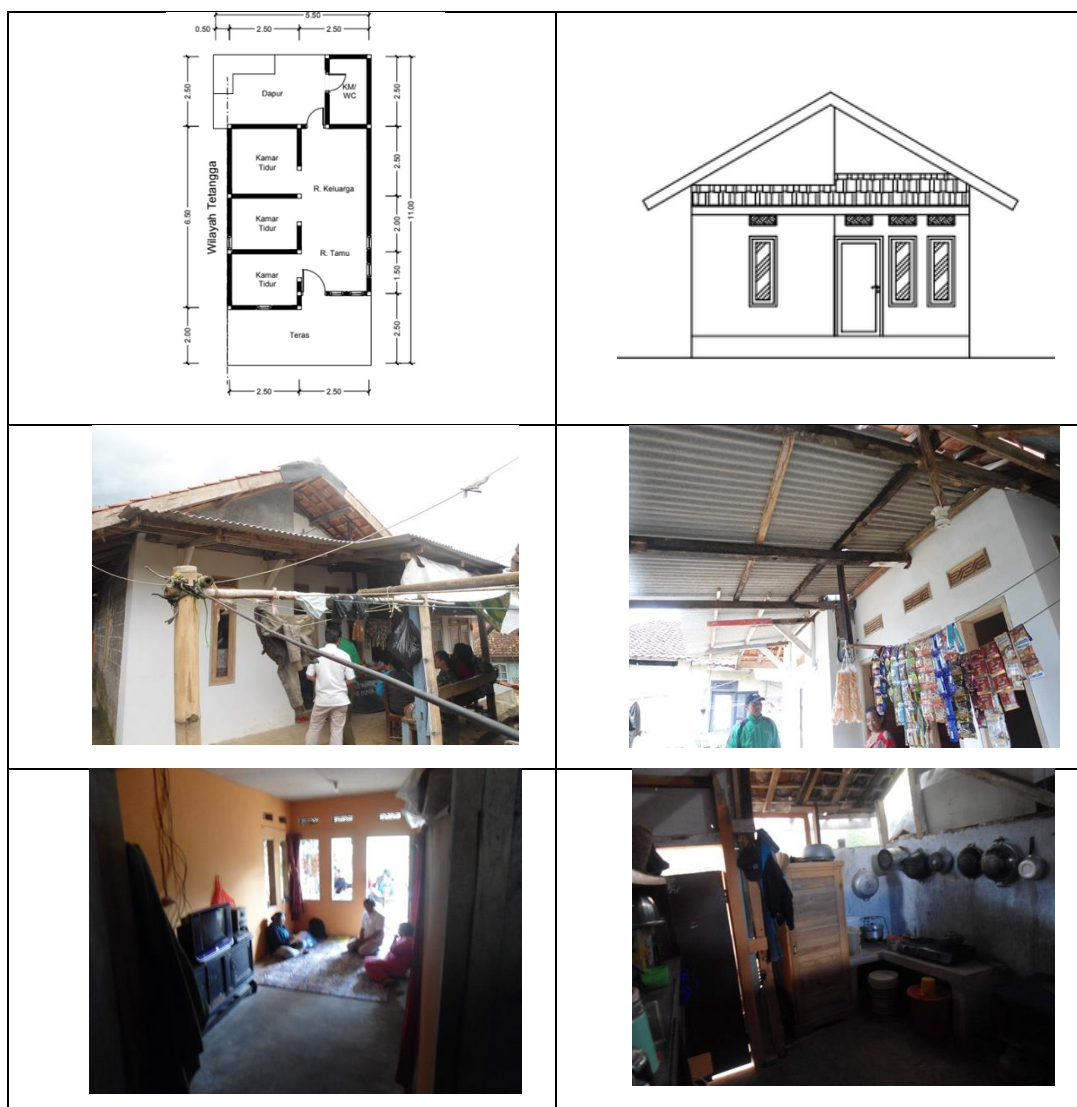 5.50
0.50 2.50 2.50
2.50
6.50
2.00
Wilayah Tetangga
Dapur
KM/
WC
Kamar
Tidur
R. Keluarga
Kamar
Tidur
R. Tamu
Kamar
Tidur
Teras
2.50
2.50
2.00
1.50
2.50
11.00
2.50 2.50